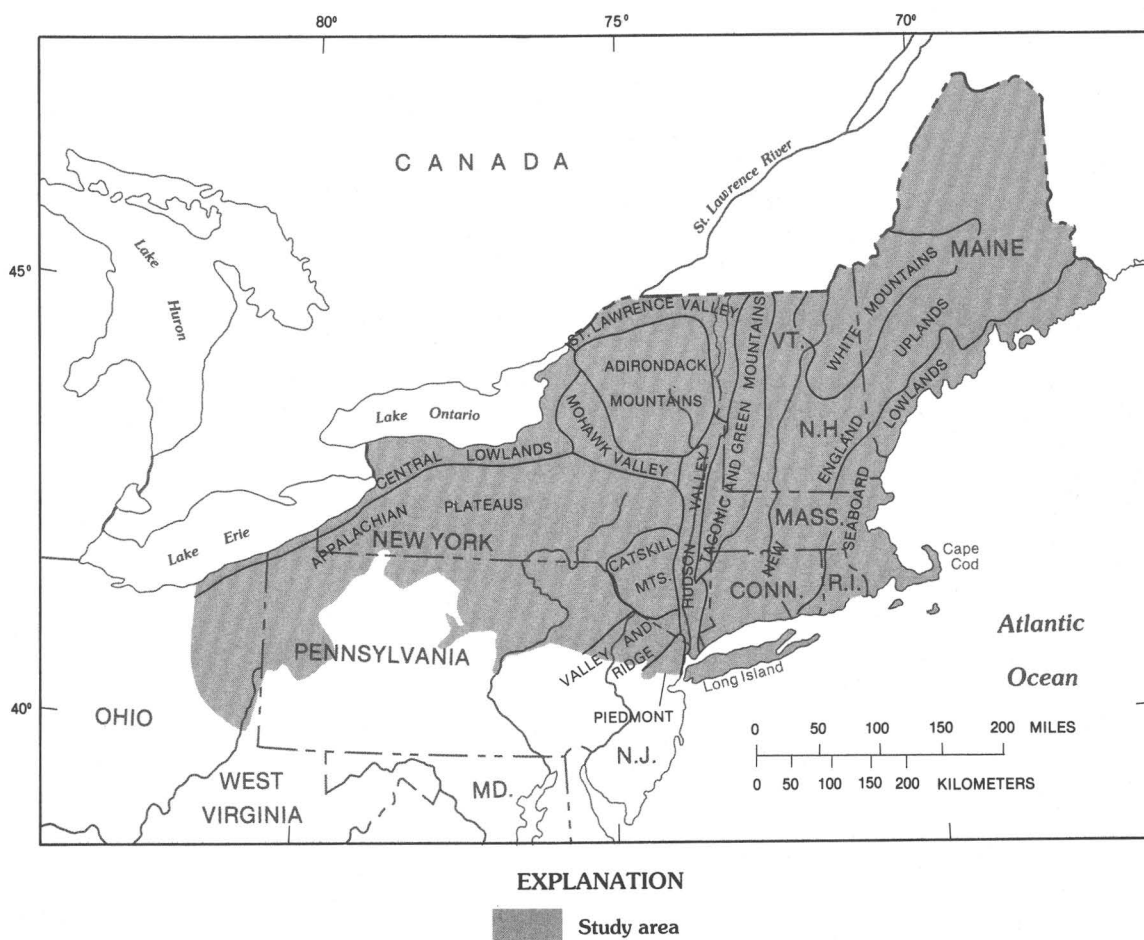 80°
75°
70°
CANADA
St. Lawrence River
Lake
Huron
45°
MAINE
WHITE MOUNTAINS
ST. LAWRENCE VALLEY
VT.
UPLANDS
ADIRONDACK
MOUNTAINS
TACONIC AND GREEN MOUNTAINS
LOWLANDS
Lake Ontario
MOHAWK VALLEY
N.H.
ENGLAND
CENTRAL LOWLANDS
HUDSON VALLEY
APPALACHIAN PLATEAUS
MASS.
SEABOARD
NEW YORK
Lake Erie
CATSKILL
MTS.
NEW
CONN.
R.I.
Cape
Cod
Atlantic
Ocean
PENNSYLVANIA
VALLEY AND
RIDGE
Long Island
40°
OHIO
PIEDMONT
0 50 100 150 200 MILES
0 50 100 150 200 KILOMETERS
N.J.
WEST
VIRGINIA
MD.
EXPLANATION
Study area